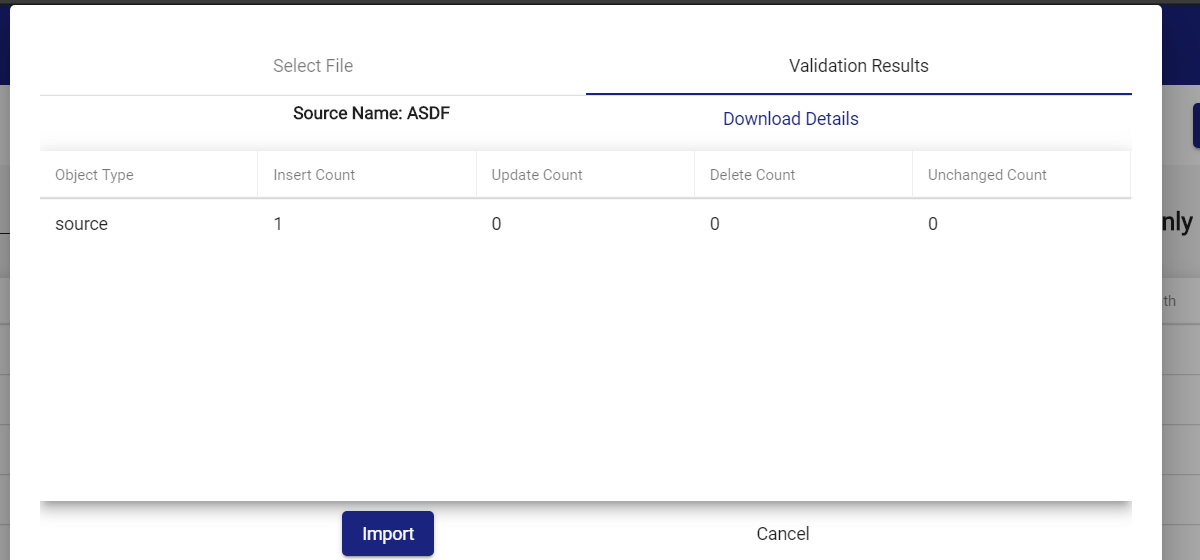 Select File Validation Results
Source Name: ASDF Download Details
Object Type Insert Count Update Count Delete Count Unchanged Count
source 1 0 0 0
nly
th
Import Cancel